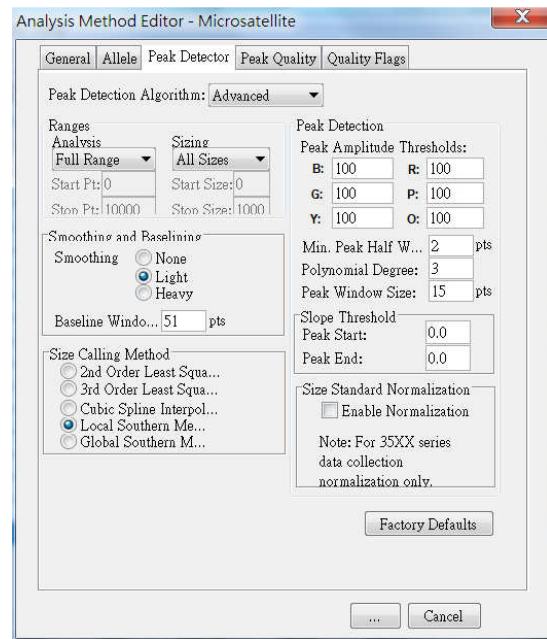 Analysis Method Editor - Microsatellite
X
General Allele Peak Detector Peak Quality Quality Flags
Peak Detection Algorithm: Advanced
Ranges
Analysis Sizing
Full Range All Sizes
Start Pt: 0 Start Size: 0
Stop Pt: 10000 Stop Size: 1000
Smoothing and Baselining
Smoothing None
Light
Heavy
Baseline Windo... 51 pts
Size Calling Method
2nd Order Least Squa...
3rd Order Least Squa...
Cubic Spline Interpol...
Local Southern Me...
Global Southern M...
Peak Detection
Peak Amplitude Thresholds:
B: 100 R: 100
G: 100 P: 100
Y: 100 O: 100
Min. Peak Half W... 2 pts
Polynomial Degree: 3
Peak Window Size: 15 pts
Slope Threshold
Peak Start: 0.0
Peak End: 0.0
Size Standard Normalization
Enable Normalization
Note: For 35XX series
data collection
normalization only.
Factory Defaults
... Cancel